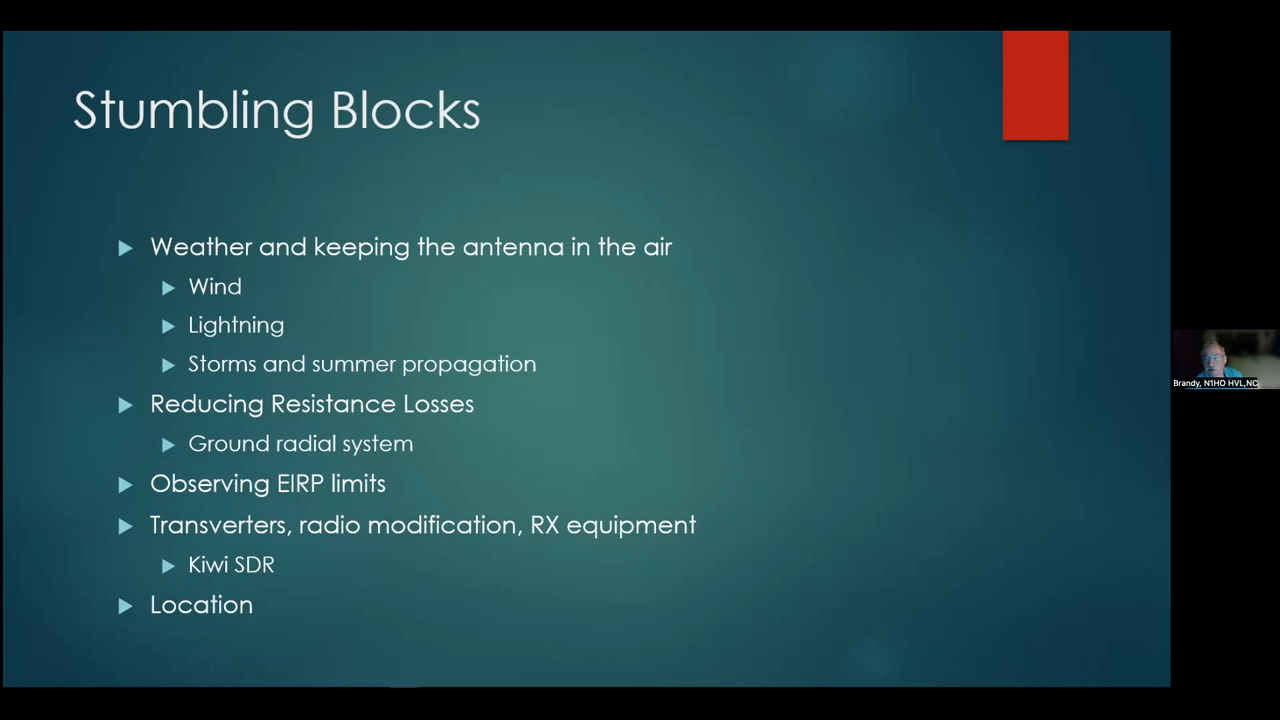 Stumbling Blocks
Weather and keeping the antenna in the air
Wind
Lightning
Storms and summer propagation
Reducing Resistance Losses
Ground radial system
Observing EIRP limits
Transverters, radio modification, RX equipment
Kiwi SDR
Location
Brandy, N1HO HVL,NC